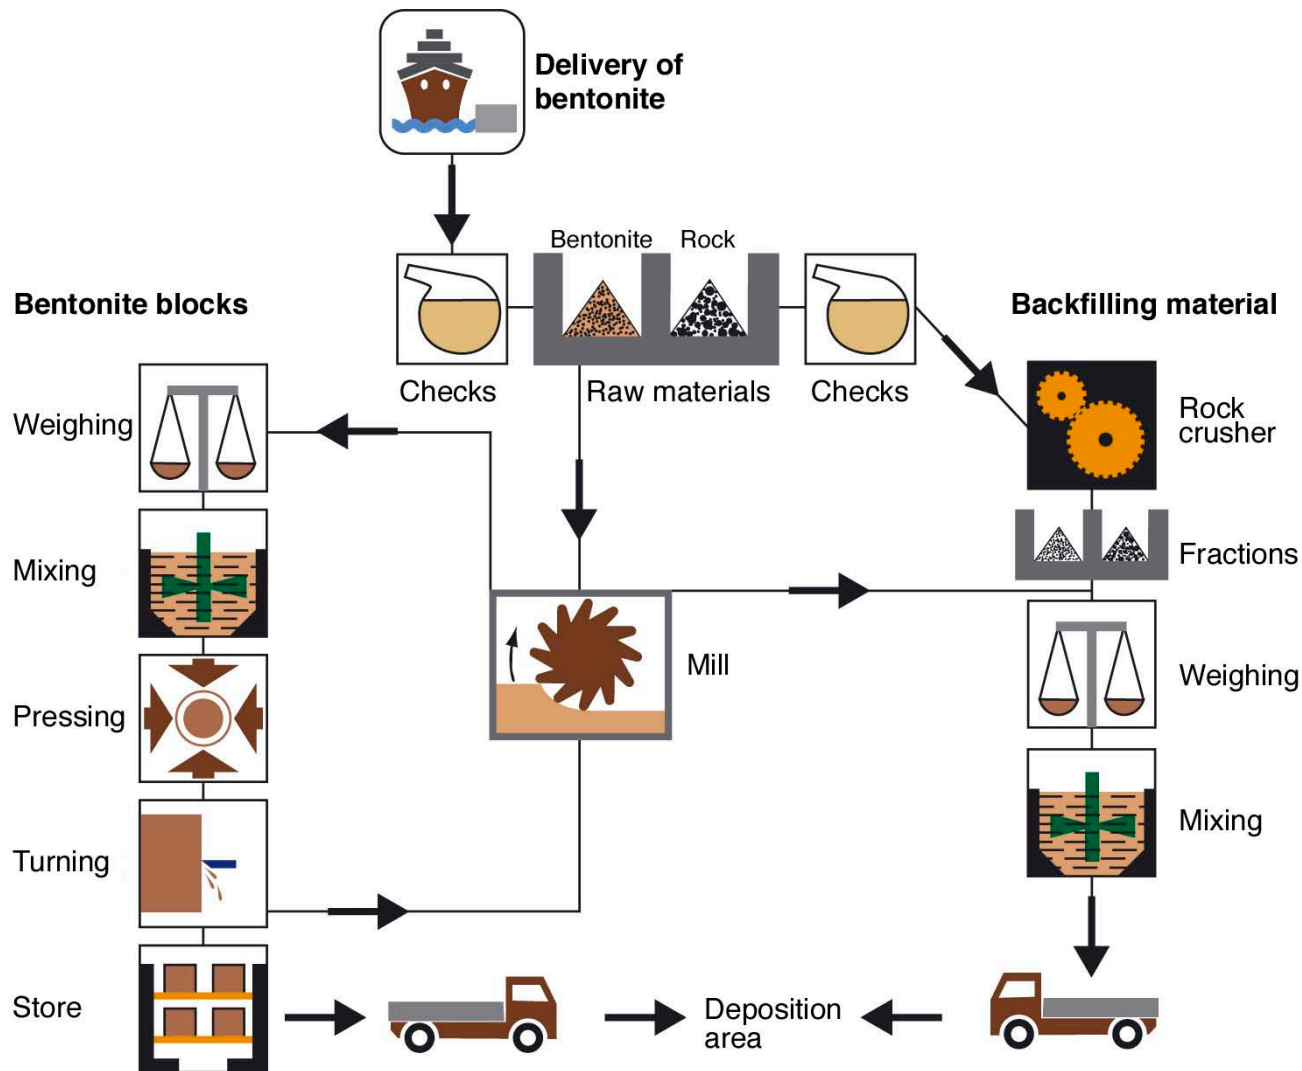 Delivery of
bentonite
Bentonite
Rock
Bentonite blocks
Backfilling material
Checks
Raw materials
Checks
Weighing
Rock
crusher
Mixing
Fractions
Mill
Weighing
Pressing
Mixing
Turning
Store
Deposition
area